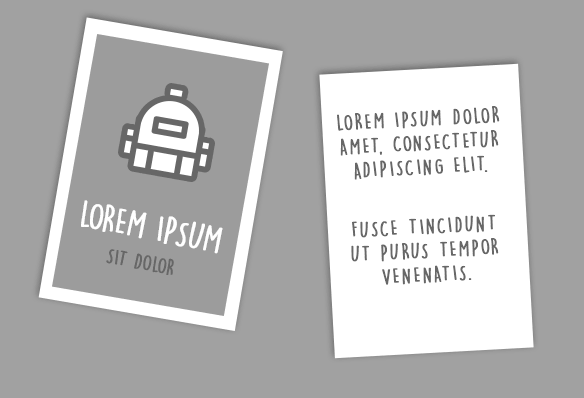 LOREM IPSUM
SIT DOLOR
LOREM IPSUM DOLOR
AMET, CONSECTETUR
ADIPISCING ELIT.
FUSCE TINCIDUNT
UT PURUS TEMPOR
VENENATIS.